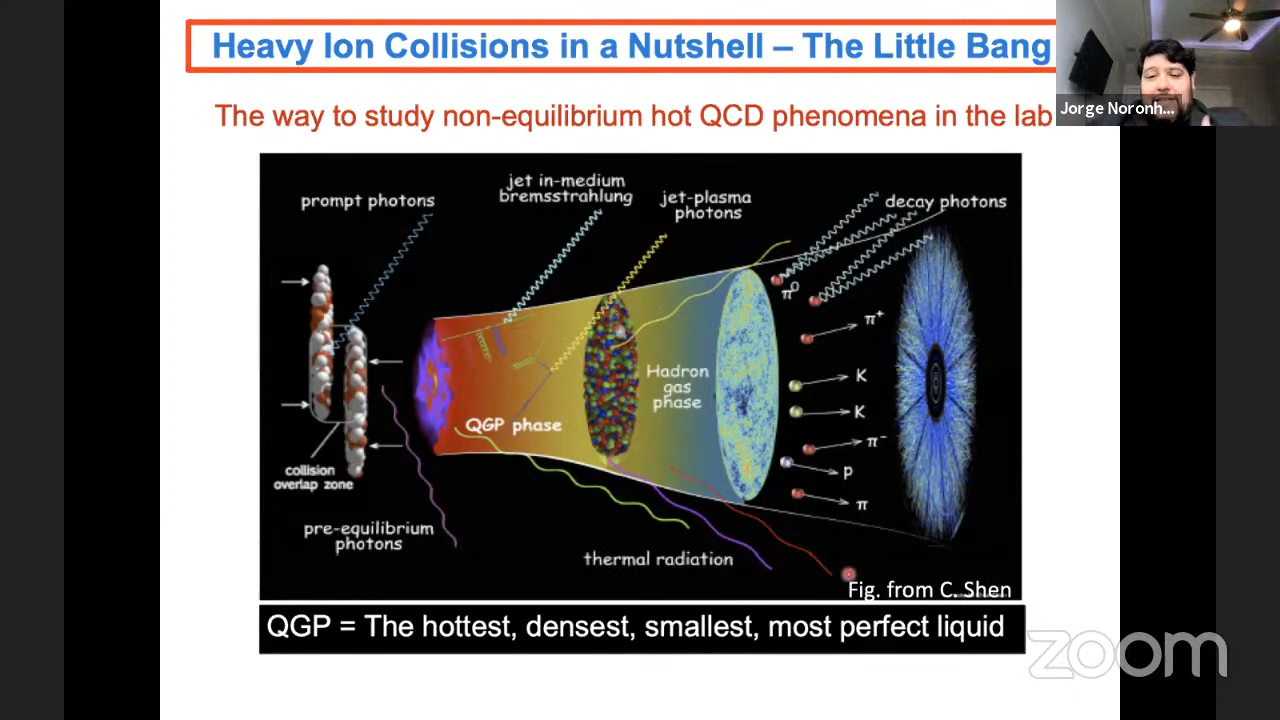 Heavy Ion Collisions in a Nutshell – The Little Bang
Jorge Noronh...
The way to study non-equilibrium hot QCD phenomena in the lab
prompt photons
jet in-medium
bremsstrahlung
jet-plasma
photons
decay photons
π⁰
π⁺
K
K
π⁻
p
π
Hadron
gas
phase
QGP phase
collision
overlap zone
pre-equilibrium
photons
thermal radiation
Fig. from C. Shen
QGP = The hottest, densest, smallest, most perfect liquid
zoom